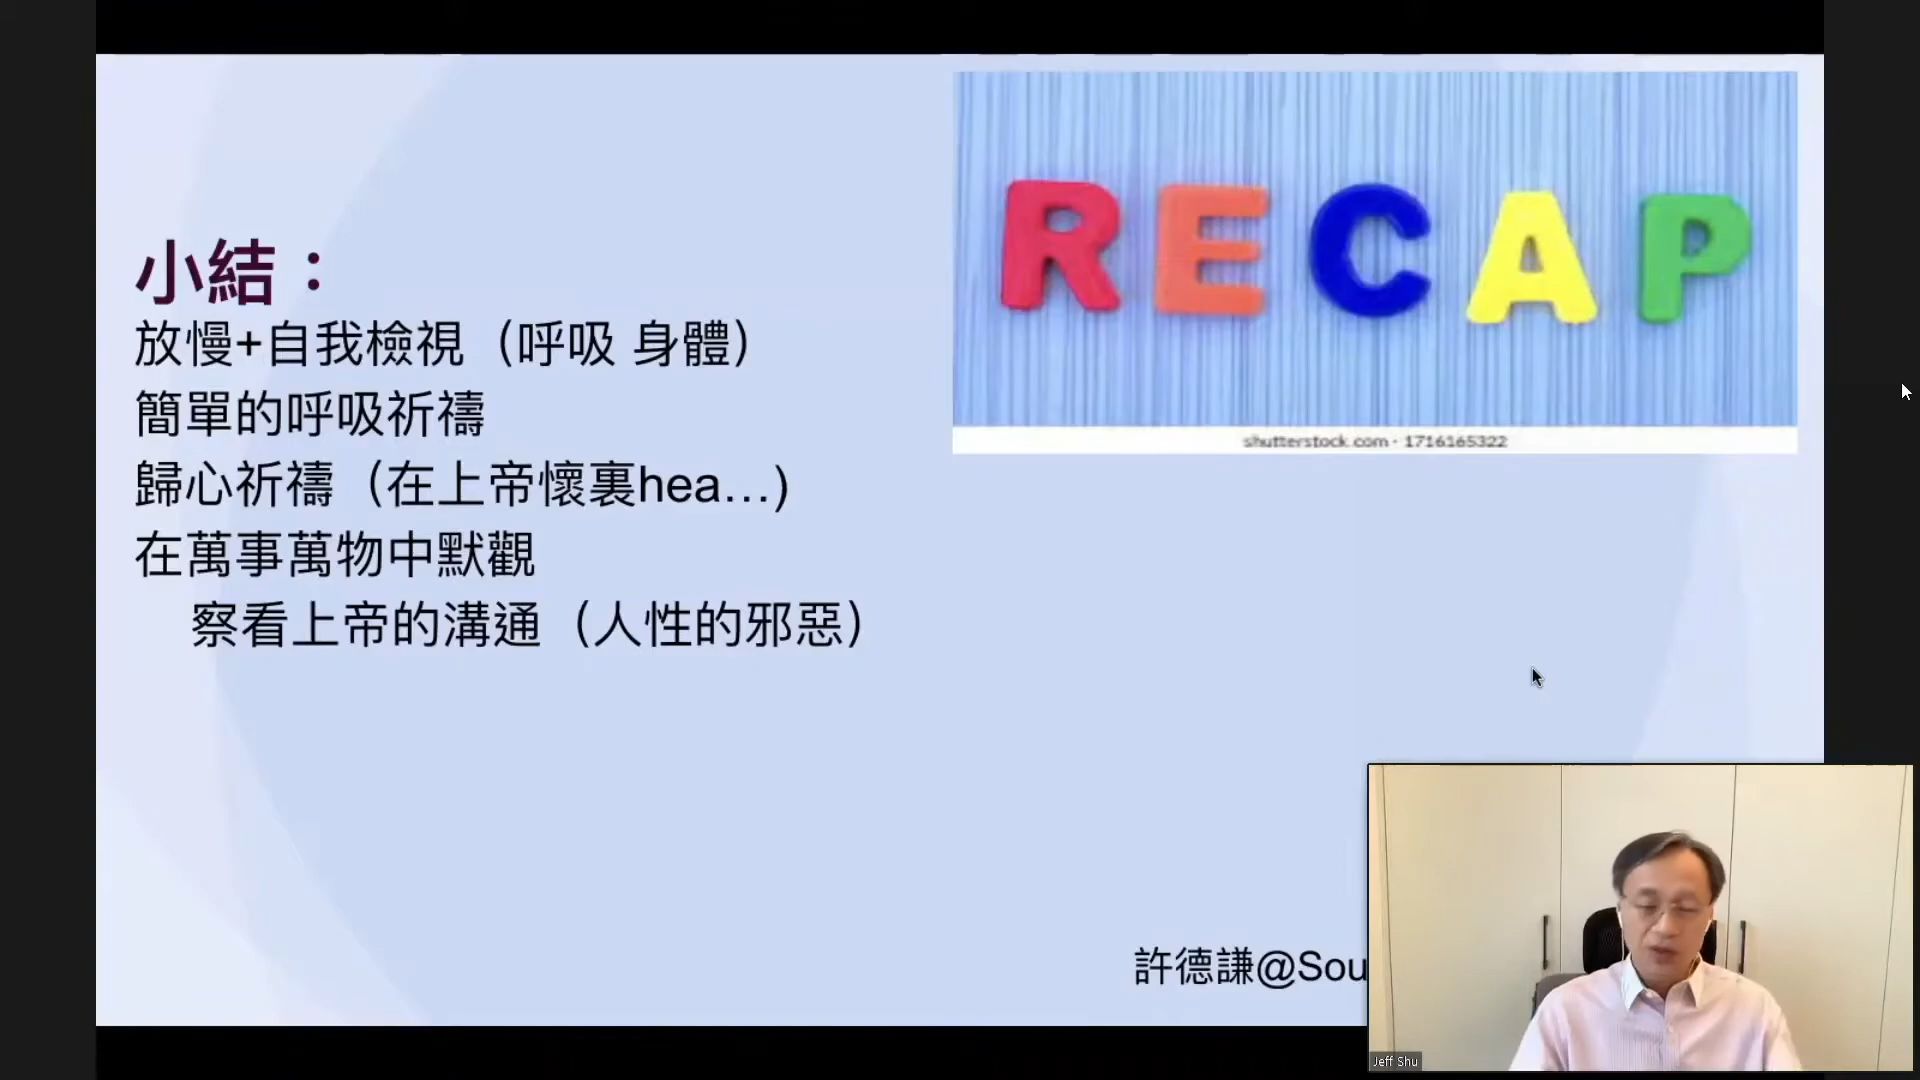 RECAP
shutterstock.com · 1716165322
小結：
放慢+自我檢視（呼吸 身體）
簡單的呼吸祈禱
歸心祈禱（在上帝懷裏hea…)
在萬事萬物中默觀
察看上帝的溝通（人性的邪惡）
許德謙@Sou
Jeff Shu